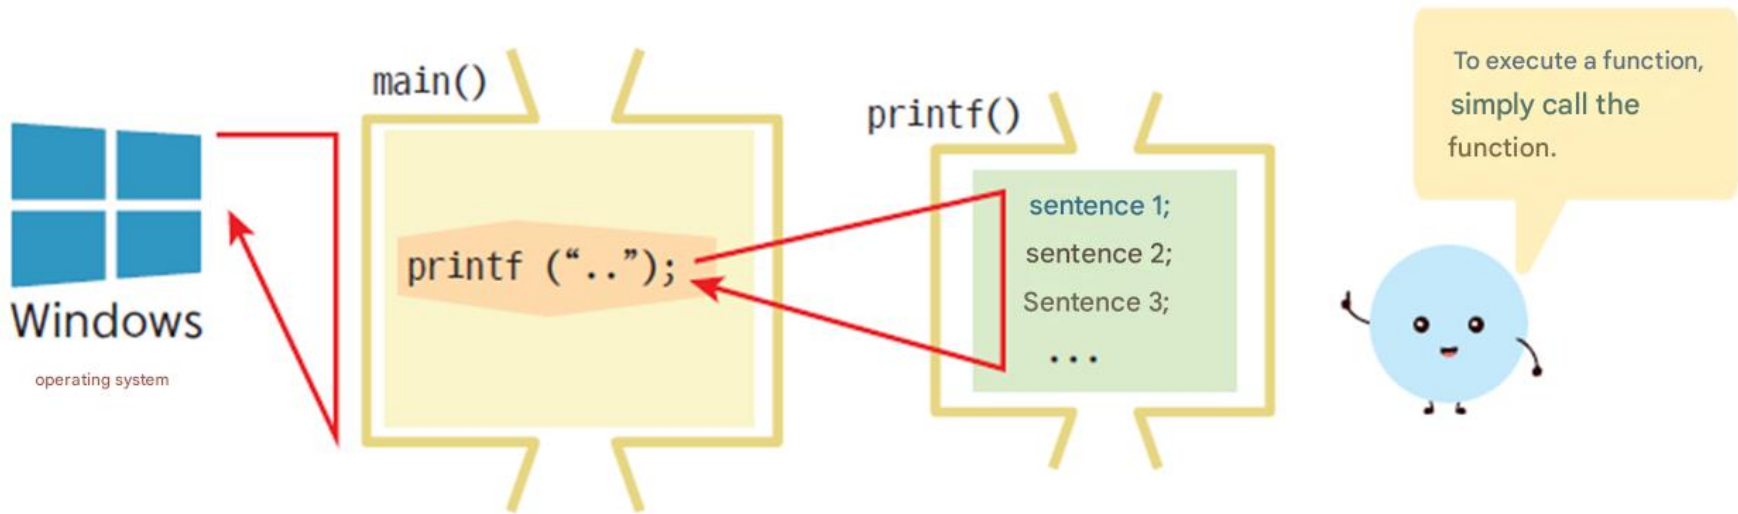 main()
printf()
To execute a function,
simply call the
function.
sentence 1;
sentence 2;
Sentence 3;
...
printf (“..”);
Windows
operating system